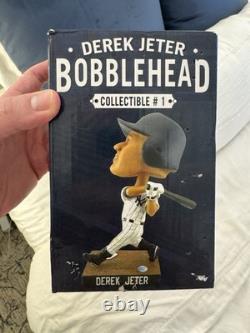 DEREK JETER
BOBBLEHEAD
• COLLECTIBLE # 1 •
DEREK JETER